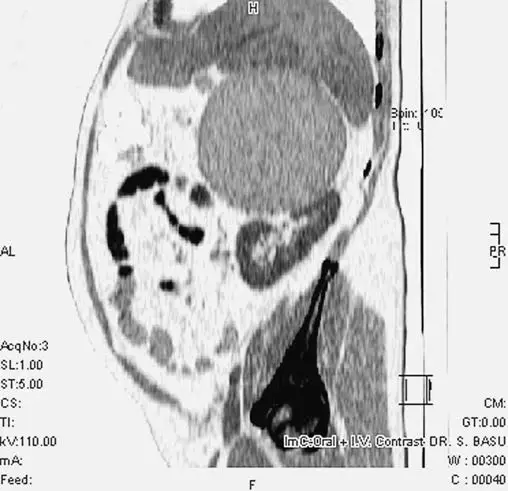 H
Spin:
AL
PR
AcqNo:3
SL:1.00
ST:5.00
CS:
TI:
kV:110.00
mA:
Feed:
CM:
GT:0.00
ImC:Oral + I.V. Contrast DR. S. BASU
W : 00300
C : 00040
F